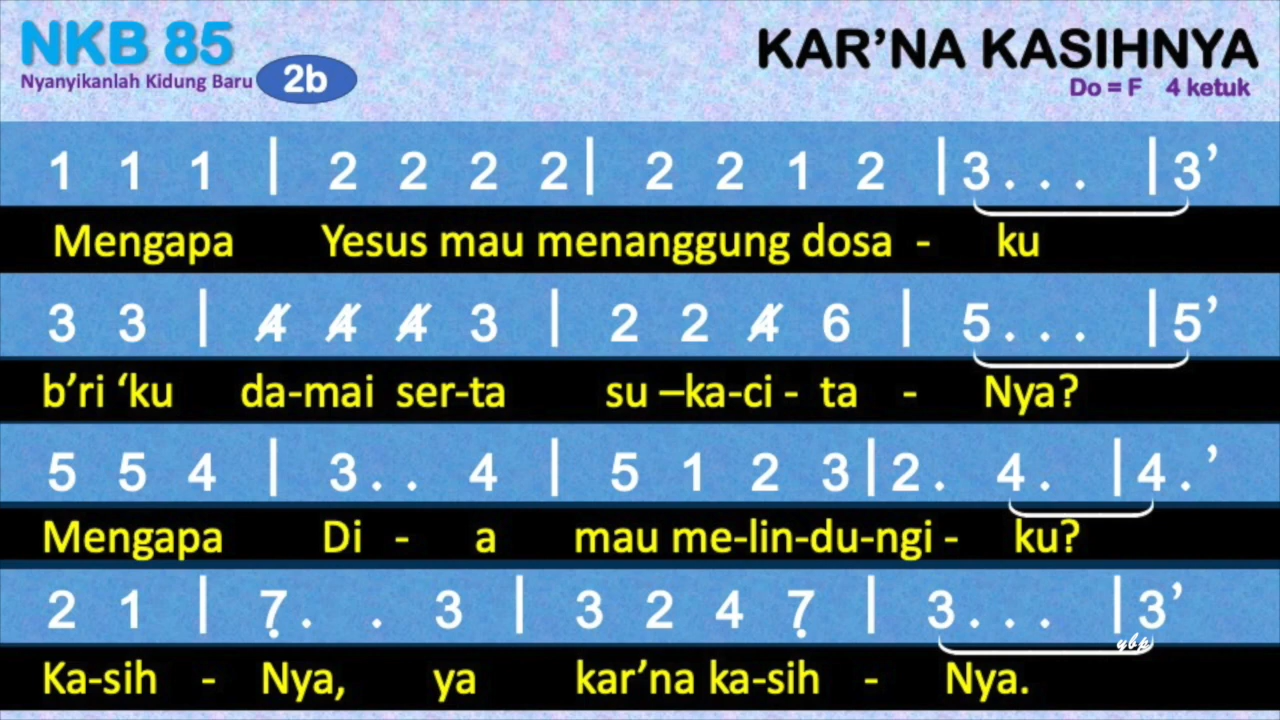 NKB 85
Nyanyikanlah Kidung Baru
2b
KAR’NA KASIHNYA
Do = F 4 ketuk
1 1 1 | 2 2 2 2 | 2 2 1 2 | 3 . . . | 3’
Mengapa Yesus mau menanggung dosa - ku
3 3 | 4̸ 4̸ 4̸ 3 | 2 2 4̸ 6 | 5 . . . | 5’
b’ri ‘ku da-mai ser-ta su –ka-ci - ta - Nya?
5 5 4 | 3 . . 4 | 5 1 2 3 | 2 . 4 . | 4 . ’
Mengapa Di - a mau me-lin-du-ngi - ku?
2 1 | 7̣ . . 3 | 3 2 4 7̣ | 3 . . . | 3’
ybp
Ka-sih - Nya, ya kar’na ka-sih - Nya.